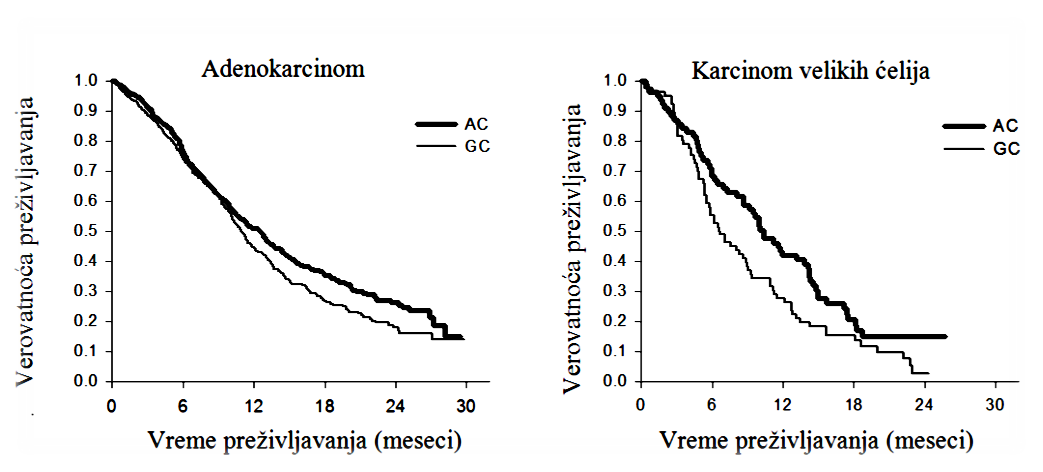 Adenokarcinom
Verovatnoća preživljavanja
1.0
0.9
0.8
0.7
0.6
0.5
0.4
0.3
0.2
0.1
0.0
AC
GC
0 6 12 18 24 30
Vreme preživljavanja (meseci)
Karcinom velikih ćelija
Verovatnoća preživljavanja
1.0
0.9
0.8
0.7
0.6
0.5
0.4
0.3
0.2
0.1
0.0
AC
GC
0 6 12 18 24 30
Vreme preživljavanja (meseci)